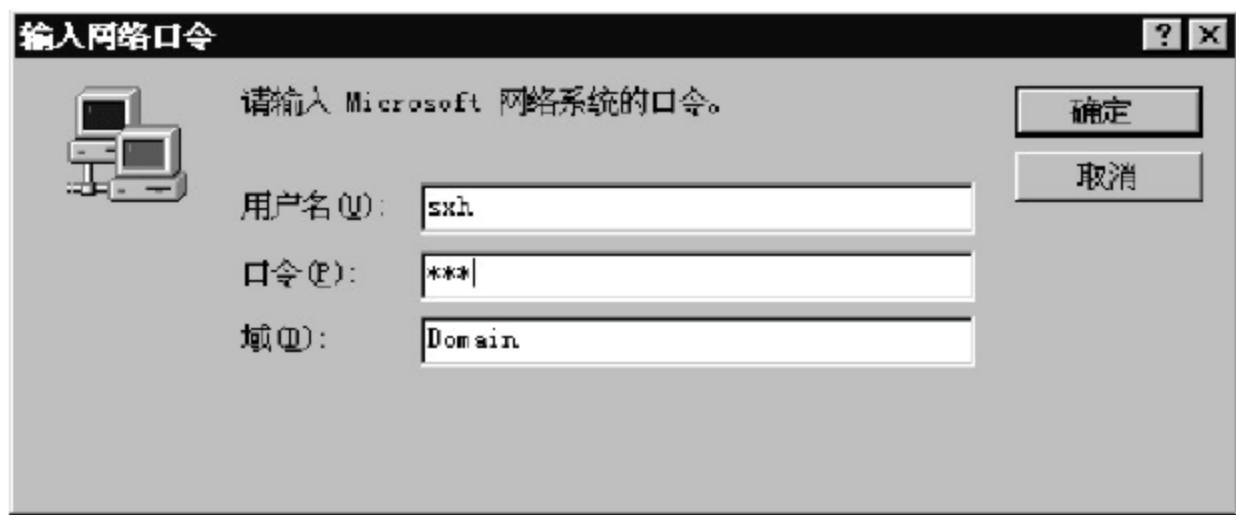 输入网络口令
请输入 Microsoft 网络系统的口令。
确定
取消
用户名(U): sxh
口令(P): ***
域(D): Domain